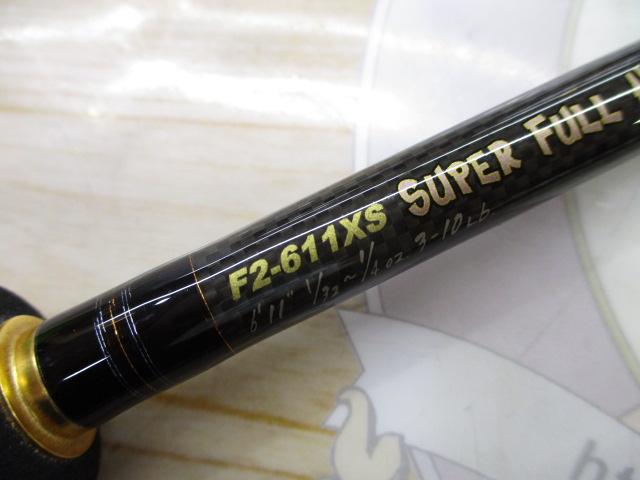 F2-611XS SUPER FULL
6'11" 1/32~1/4oz 3-10Lb